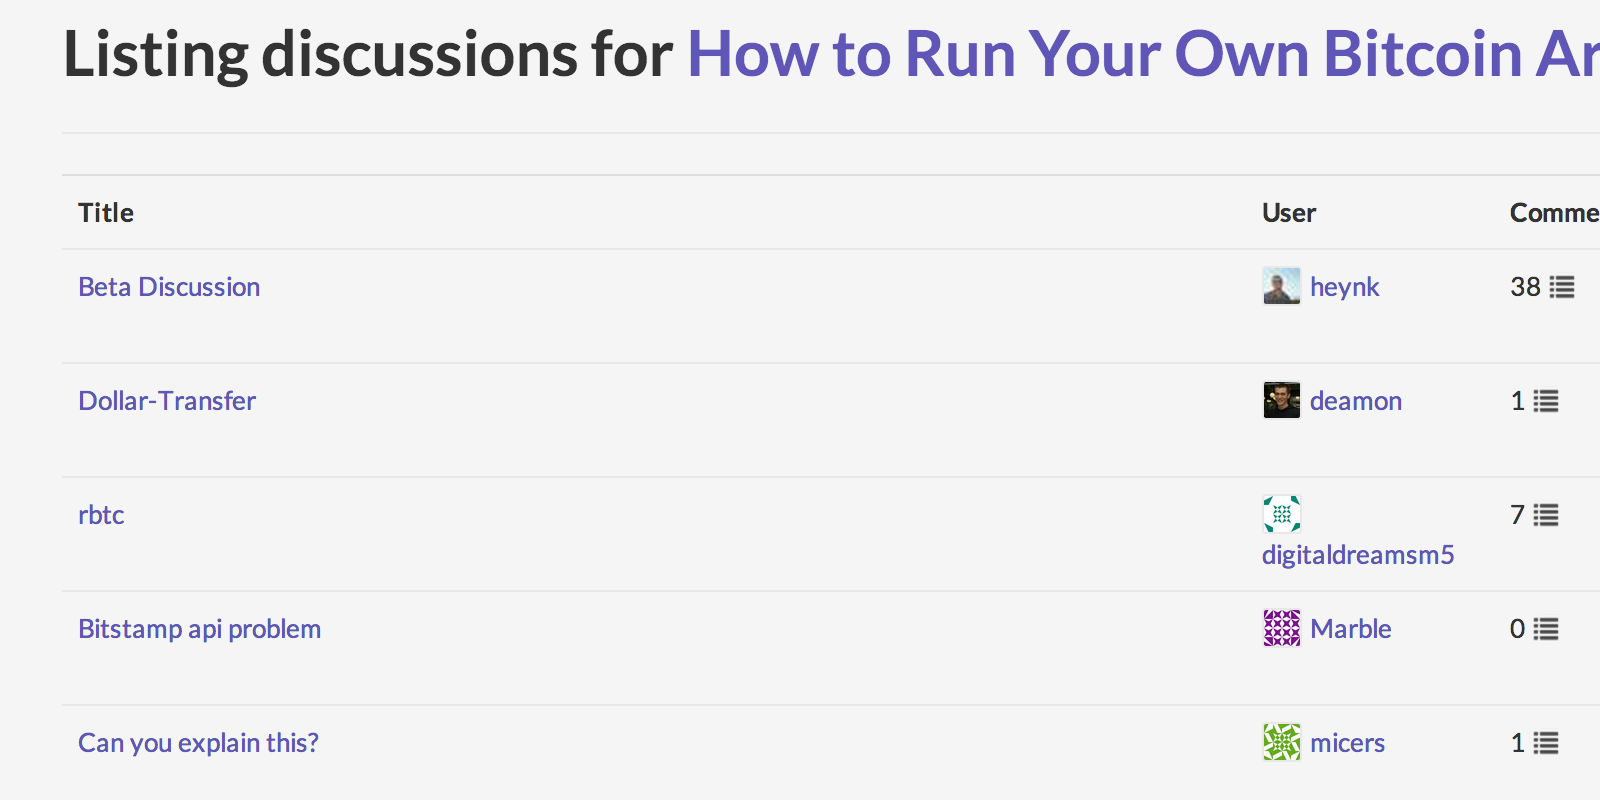 Listing discussions for How to Run Your Own Bitcoin Ar
Title User Comme
Beta Discussion heynk 38
Dollar-Transfer deamon 1
rbtc digitaldreamsm5 7
Bitstamp api problem Marble 0
Can you explain this? micers 1